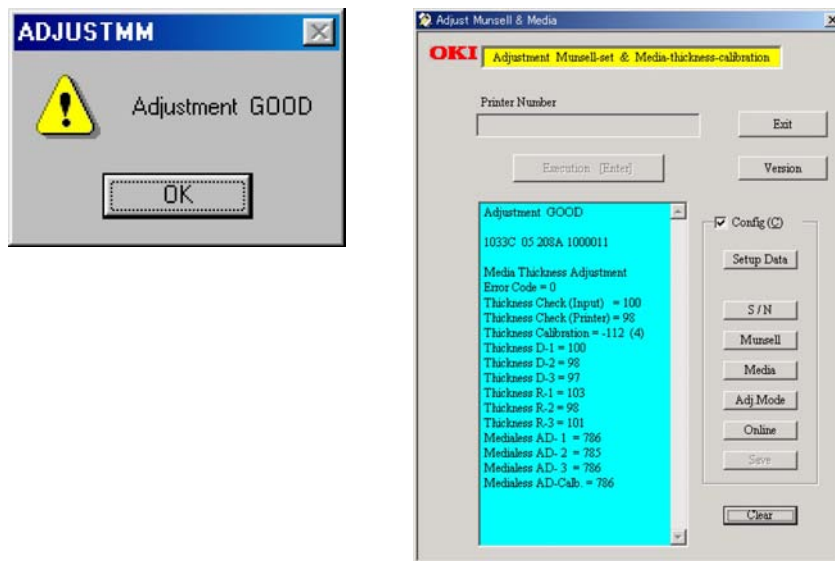 ADJUSTMM
Adjustment GOOD
OK
Adjust Munsell & Media
OKI
Adjustment Munsell-set & Media-thickness-calibration
Printer Number
Exit
Execution [Enter]
Version
Adjustment GOOD
1033C 05 208A 1000011
Media Thickness Adjustment
Error Code = 0
Thickness Check (Input) = 100
Thickness Check (Printer) = 98
Thickness Calibration = -112 (4)
Thickness D-1 = 100
Thickness D-2 = 98
Thickness D-3 = 97
Thickness R-1 = 103
Thickness R-2 = 98
Thickness R-3 = 101
Medialess AD- 1 = 786
Medialess AD- 2 = 785
Medialess AD- 3 = 786
Medialess AD-Calb. = 786
Config (C)
Setup Data
S / N
Munsell
Media
Adj.Mode
Online
Save
Clear